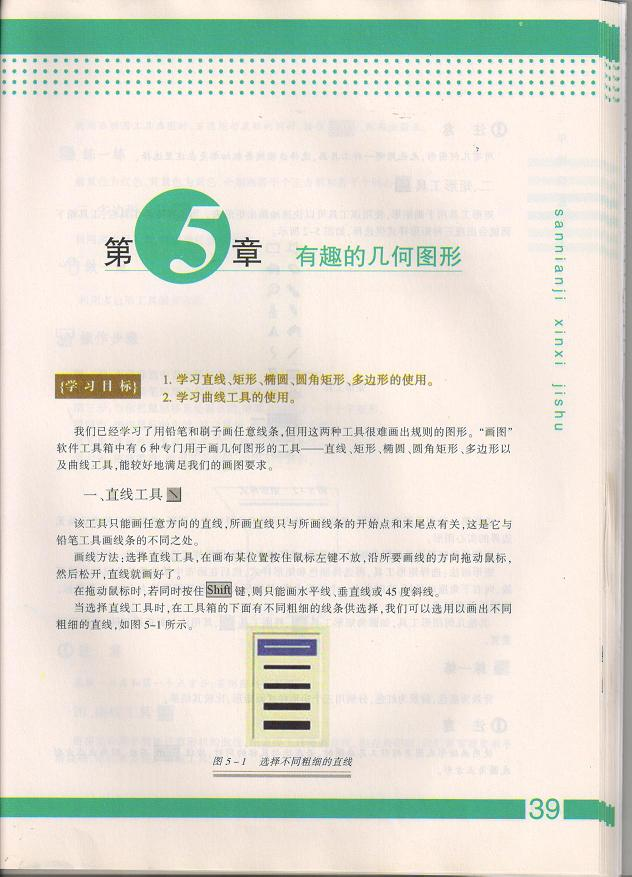 第5章 有趣的几何图形
sannianji xinxi jishu
{学习目标}
1. 学习直线、矩形、椭圆、圆角矩形、多边形的使用。
2. 学习曲线工具的使用。
我们已经学习了用铅笔和刷子画任意线条,但用这两种工具很难画出规则的图形。“画图”
软件工具箱中有 6 种专门用于画几何图形的工具——直线、矩形、椭圆、圆角矩形、多边形以
及曲线工具,能较好地满足我们的画图要求。
一、直线工具
该工具只能画任意方向的直线,所画直线只与所画线条的开始点和末尾点有关,这是它与
铅笔工具画线条的不同之处。
画线方法:选择直线工具,在画布某位置按住鼠标左键不放,沿所要画线的方向拖动鼠标,
然后松开,直线就画好了。
在拖动鼠标时,若同时按住 Shift 键,则只能画水平线、垂直线或 45 度斜线。
当选择直线工具时,在工具箱的下面有不同粗细的线条供选择,我们可以选用以画出不同
粗细的直线,如图 5-1 所示。
图 5-1 选择不同粗细的直线
39